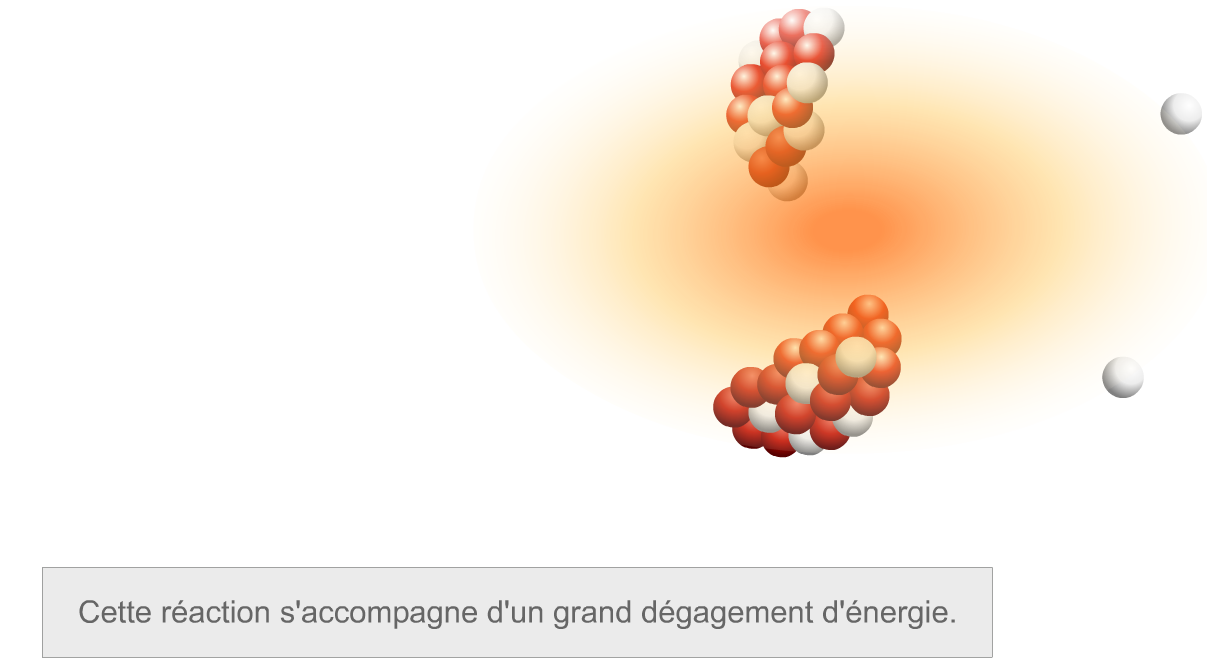 Cette réaction s'accompagne d'un grand dégagement d'énergie.